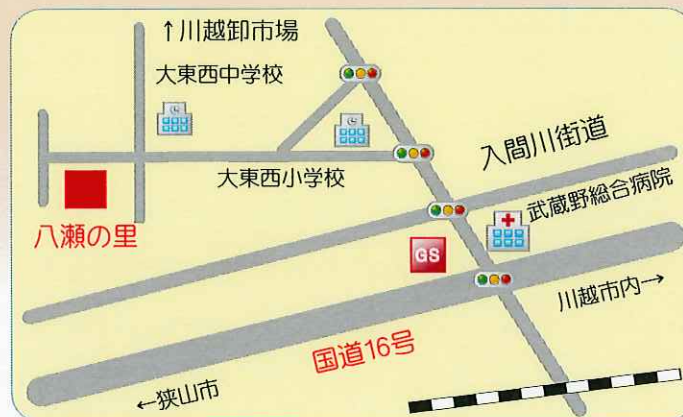 ↑川越卸市場
大東西中学校
大東西小学校
入間川街道
武蔵野総合病院
八瀬の里
GS
川越市内→
国道16号
←狭山市